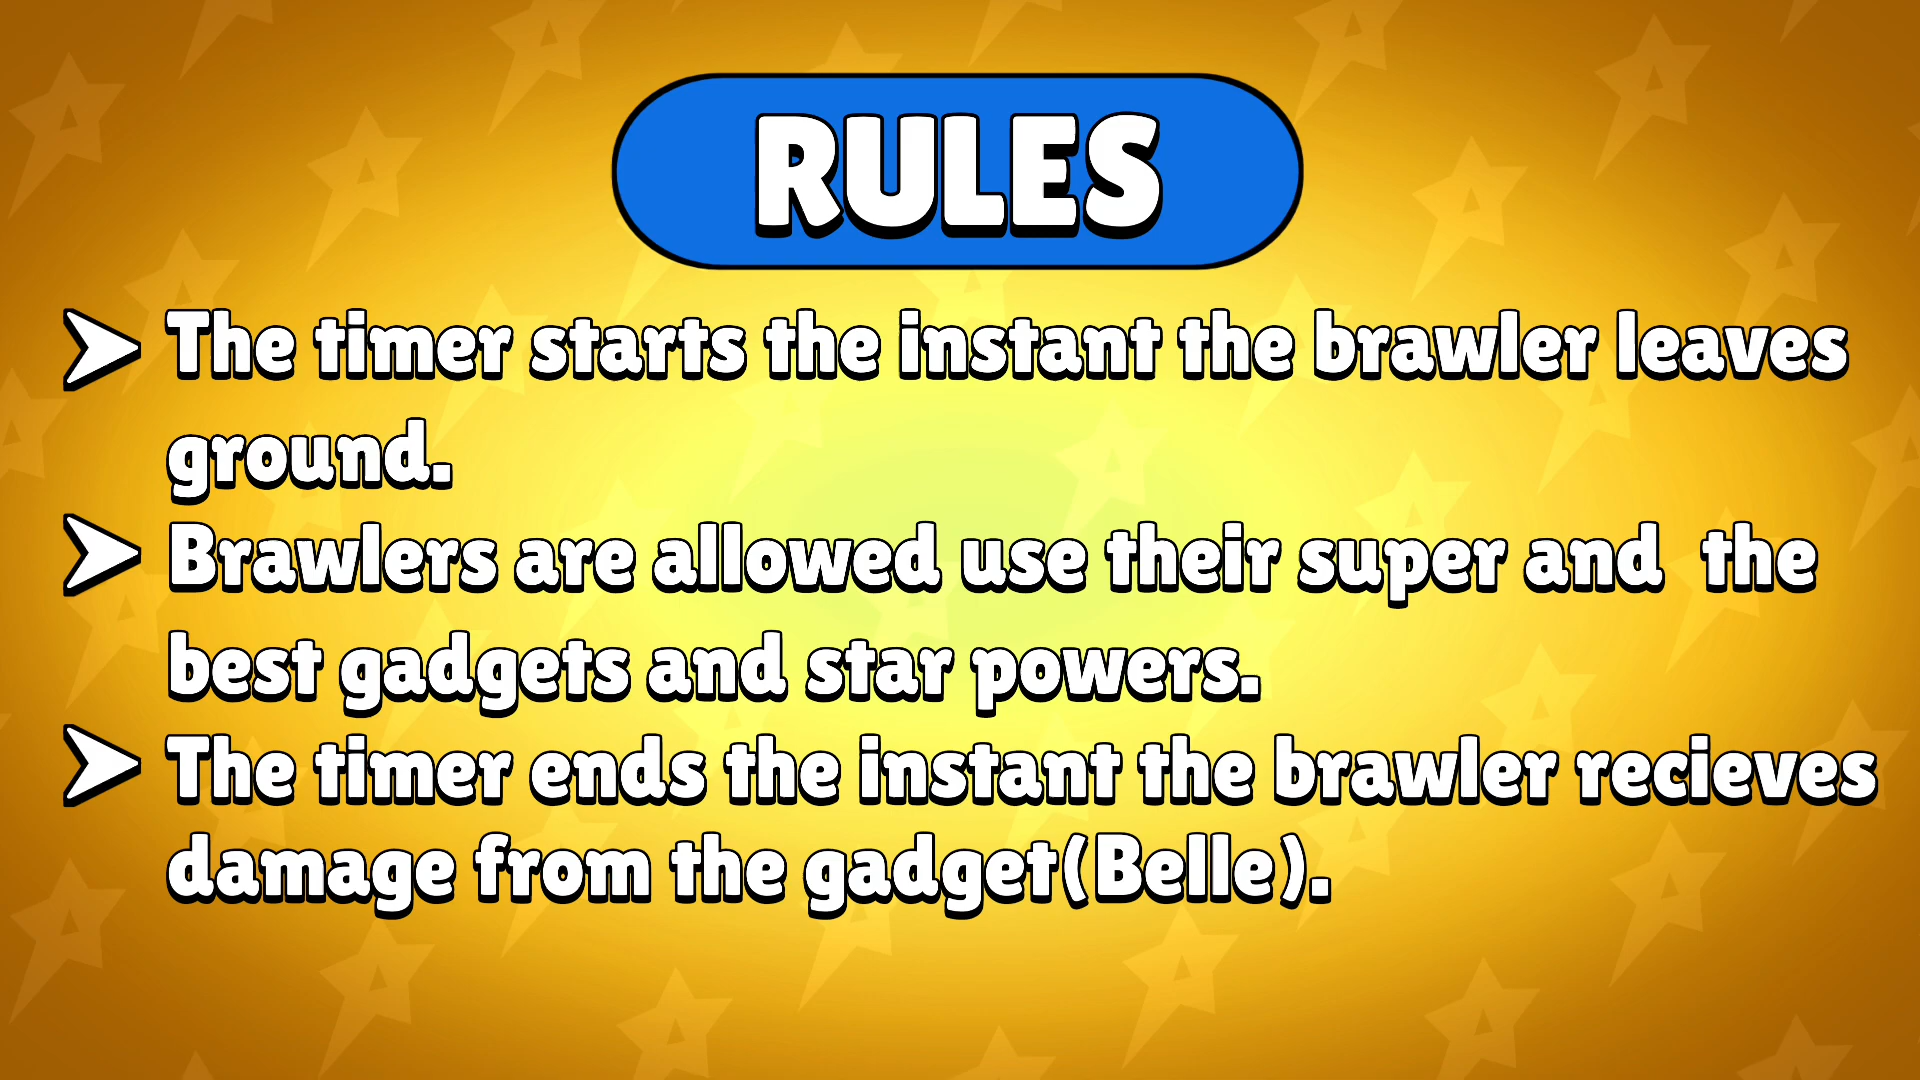 RULES
The timer starts the instant the brawler leaves
ground.
Brawlers are allowed use their super and  the
best gadgets and star powers.
The timer ends the instant the brawler recieves
damage from the gadget(Belle).